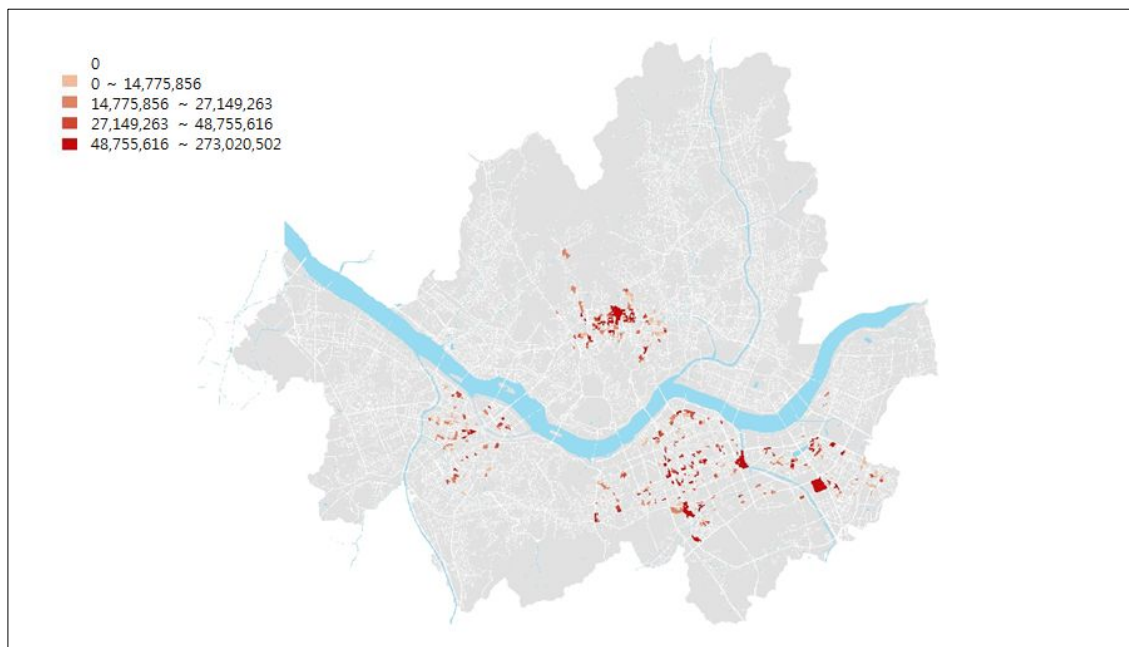 0
0 ~ 14,775,856
14,775,856 ~ 27,149,263
27,149,263 ~ 48,755,616
48,755,616 ~ 273,020,502